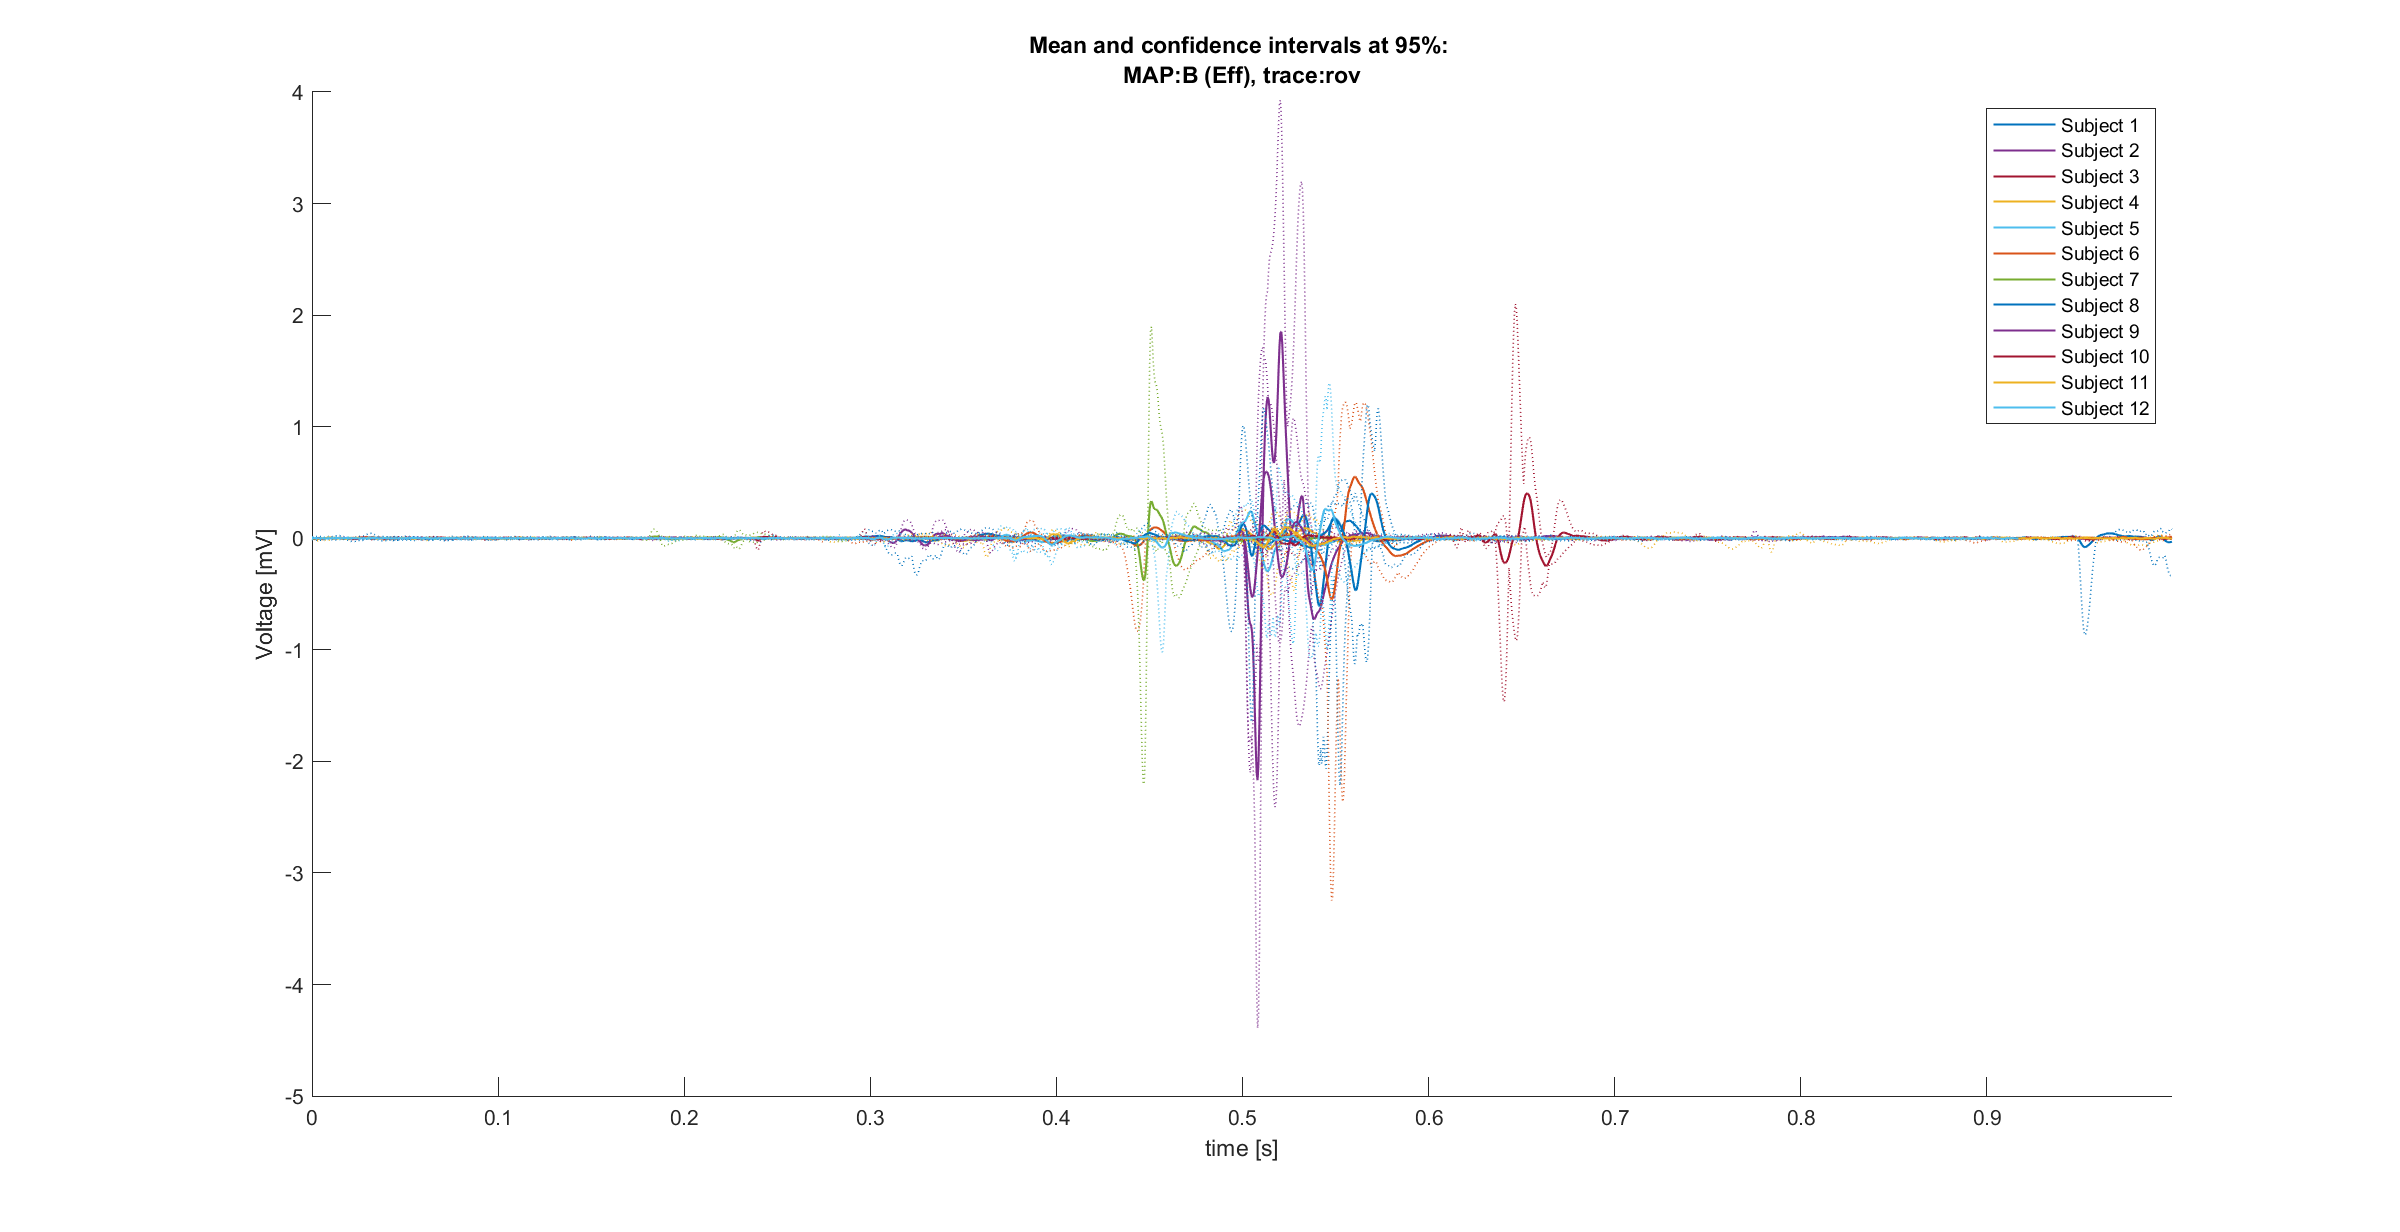 Mean and confidence intervals at 95%:
MAP:B (Eff), trace:rov
4
3
2
1
0
-1
-2
-3
-4
-5
Voltage [mV]
0 0.1 0.2 0.3 0.4 0.5 0.6 0.7 0.8 0.9
time [s]
Subject 1
Subject 2
Subject 3
Subject 4
Subject 5
Subject 6
Subject 7
Subject 8
Subject 9
Subject 10
Subject 11
Subject 12